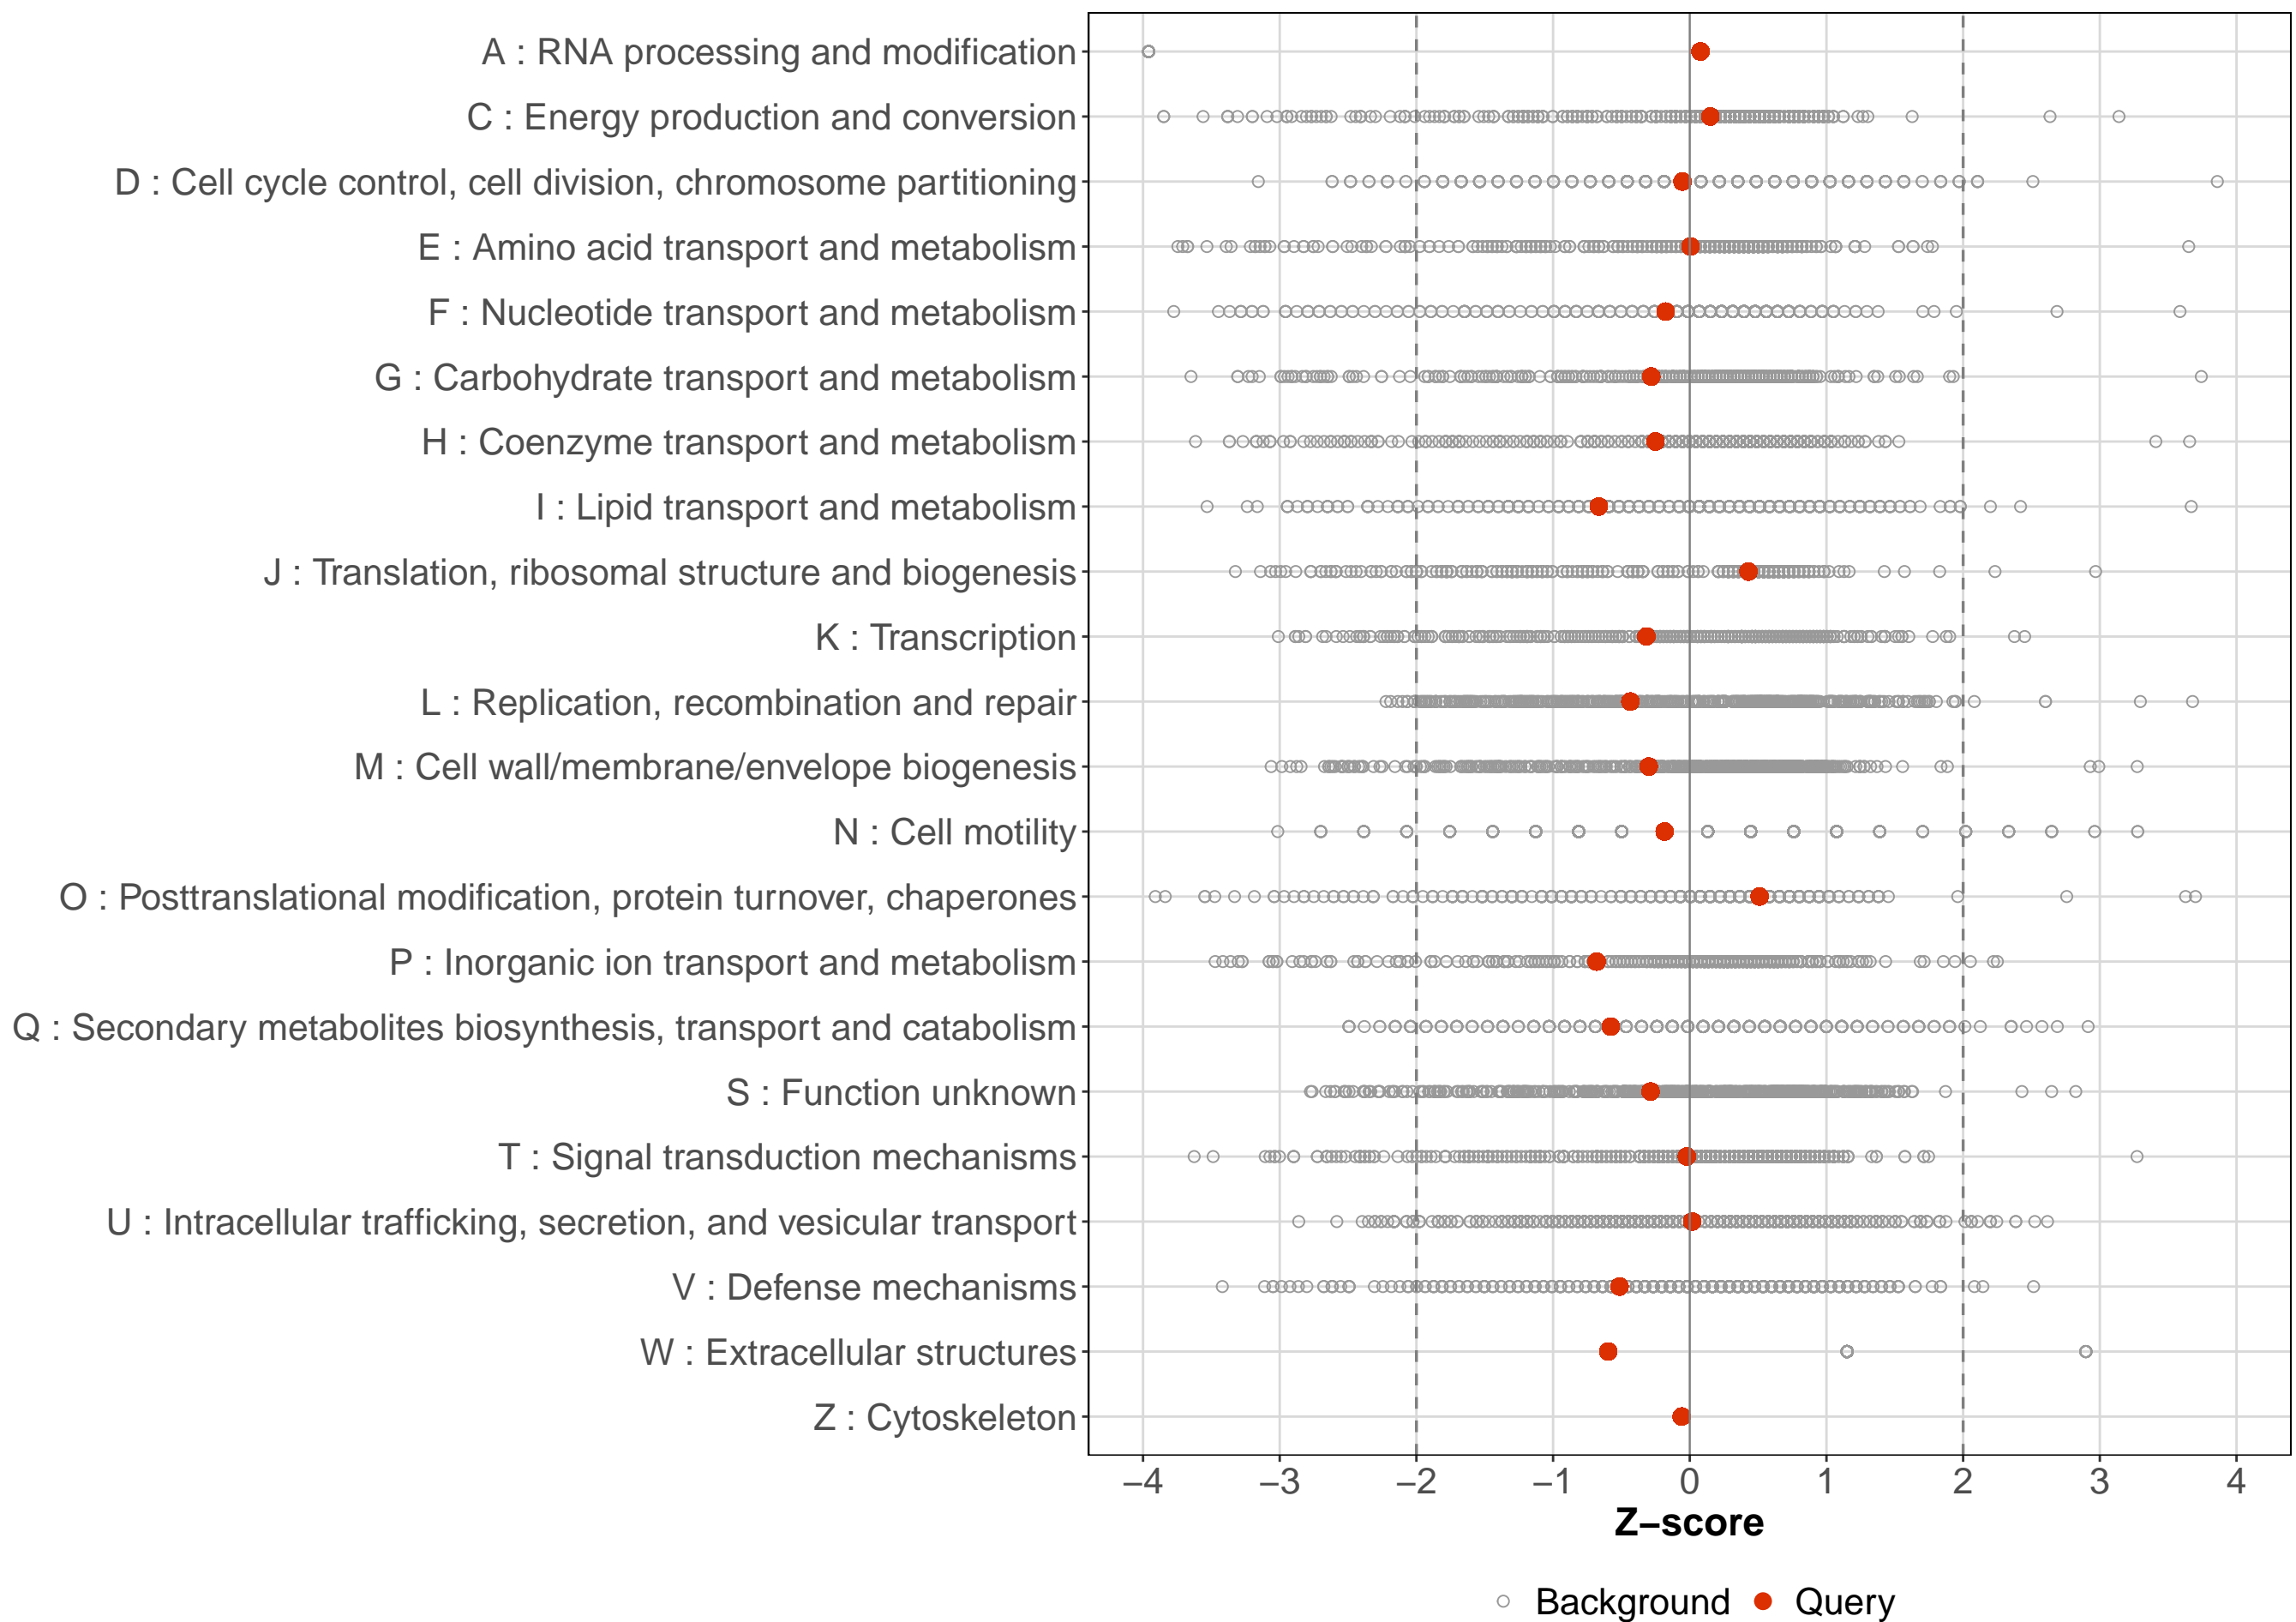 A : RNA processing and modification
C : Energy production and conversion
D : Cell cycle control, cell division, chromosome partitioning
E : Amino acid transport and metabolism
F : Nucleotide transport and metabolism
G : Carbohydrate transport and metabolism
H : Coenzyme transport and metabolism
I : Lipid transport and metabolism
J : Translation, ribosomal structure and biogenesis
K : Transcription
L : Replication, recombination and repair
M : Cell wall/membrane/envelope biogenesis
N : Cell motility
O : Posttranslational modification, protein turnover, chaperones
P : Inorganic ion transport and metabolism
Q : Secondary metabolites biosynthesis, transport and catabolism
S : Function unknown
T : Signal transduction mechanisms
U : Intracellular trafficking, secretion, and vesicular transport
V : Defense mechanisms
W : Extracellular structures
Z : Cytoskeleton
−4 −3 −2 −1 0 1 2 3 4
Z−score
Background Query